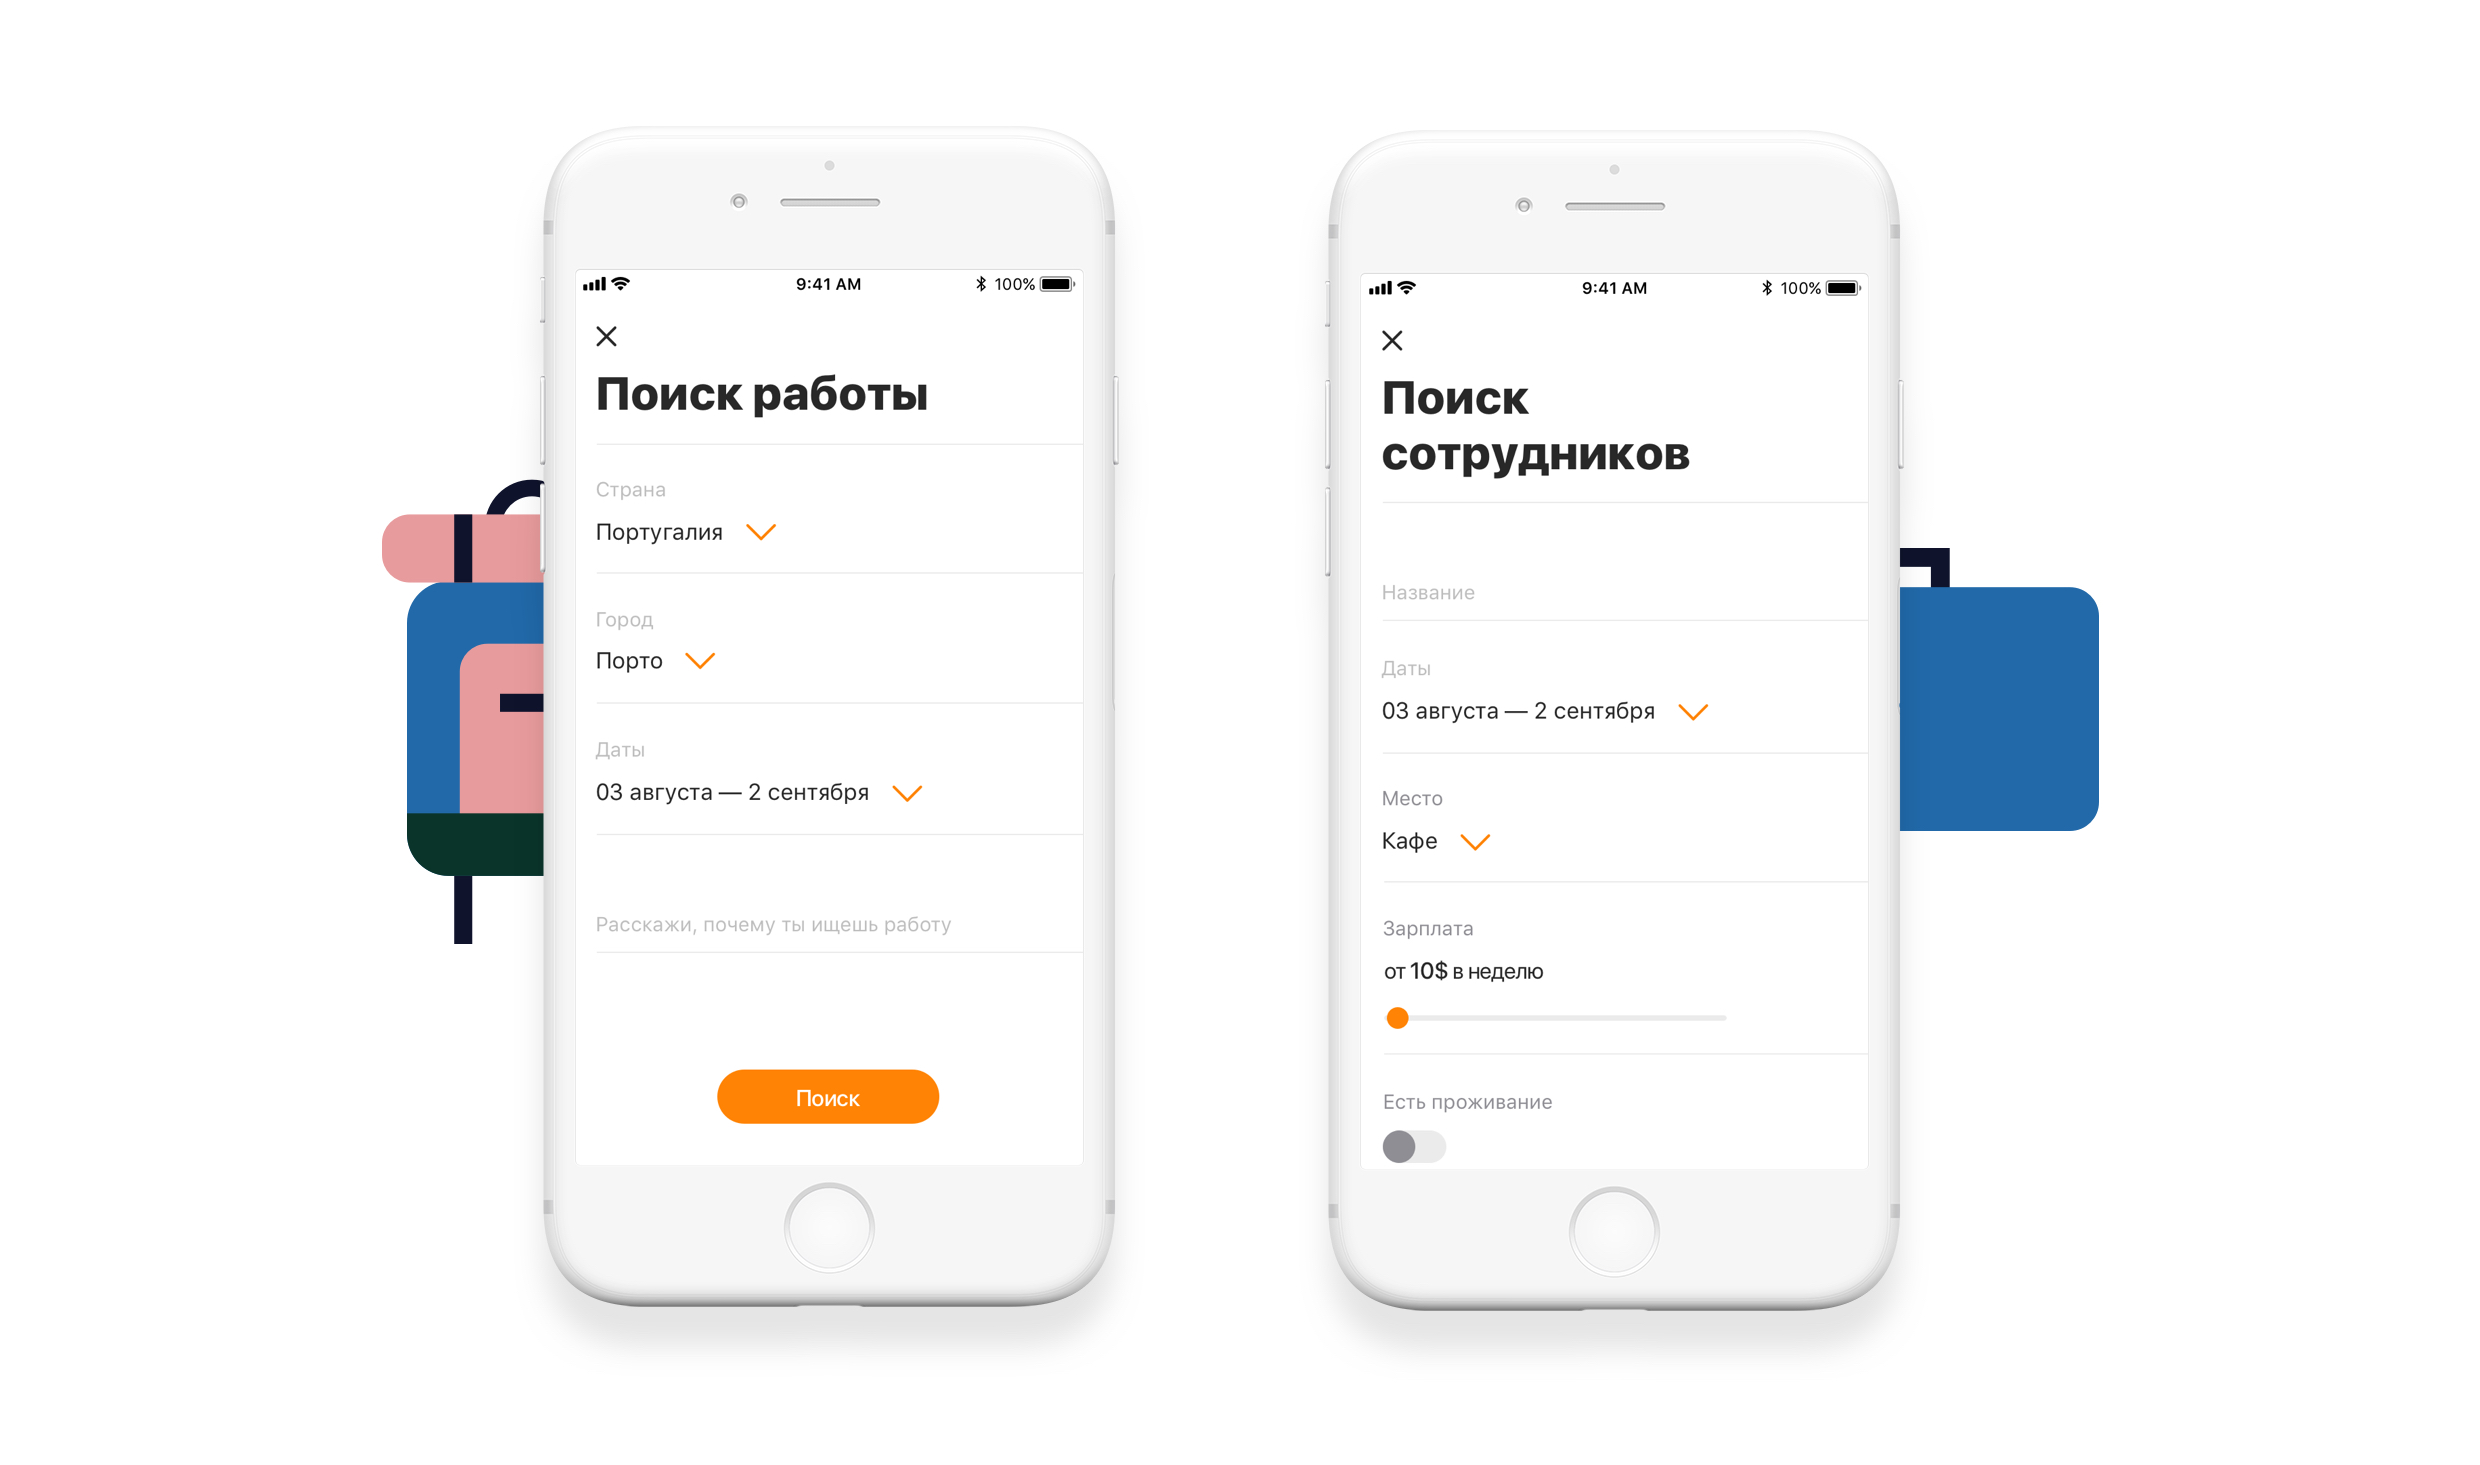 9:41 AM
100%
Поиск работы
Страна
Португалия
Город
Порто
Даты
03 августа — 2 сентября
Расскажи, почему ты ищешь работу
Поиск
9:41 AM
100%
Поиск
сотрудников
Название
Даты
03 августа — 2 сентября
Место
Кафе
Зарплата
от 10$ в неделю
Есть проживание